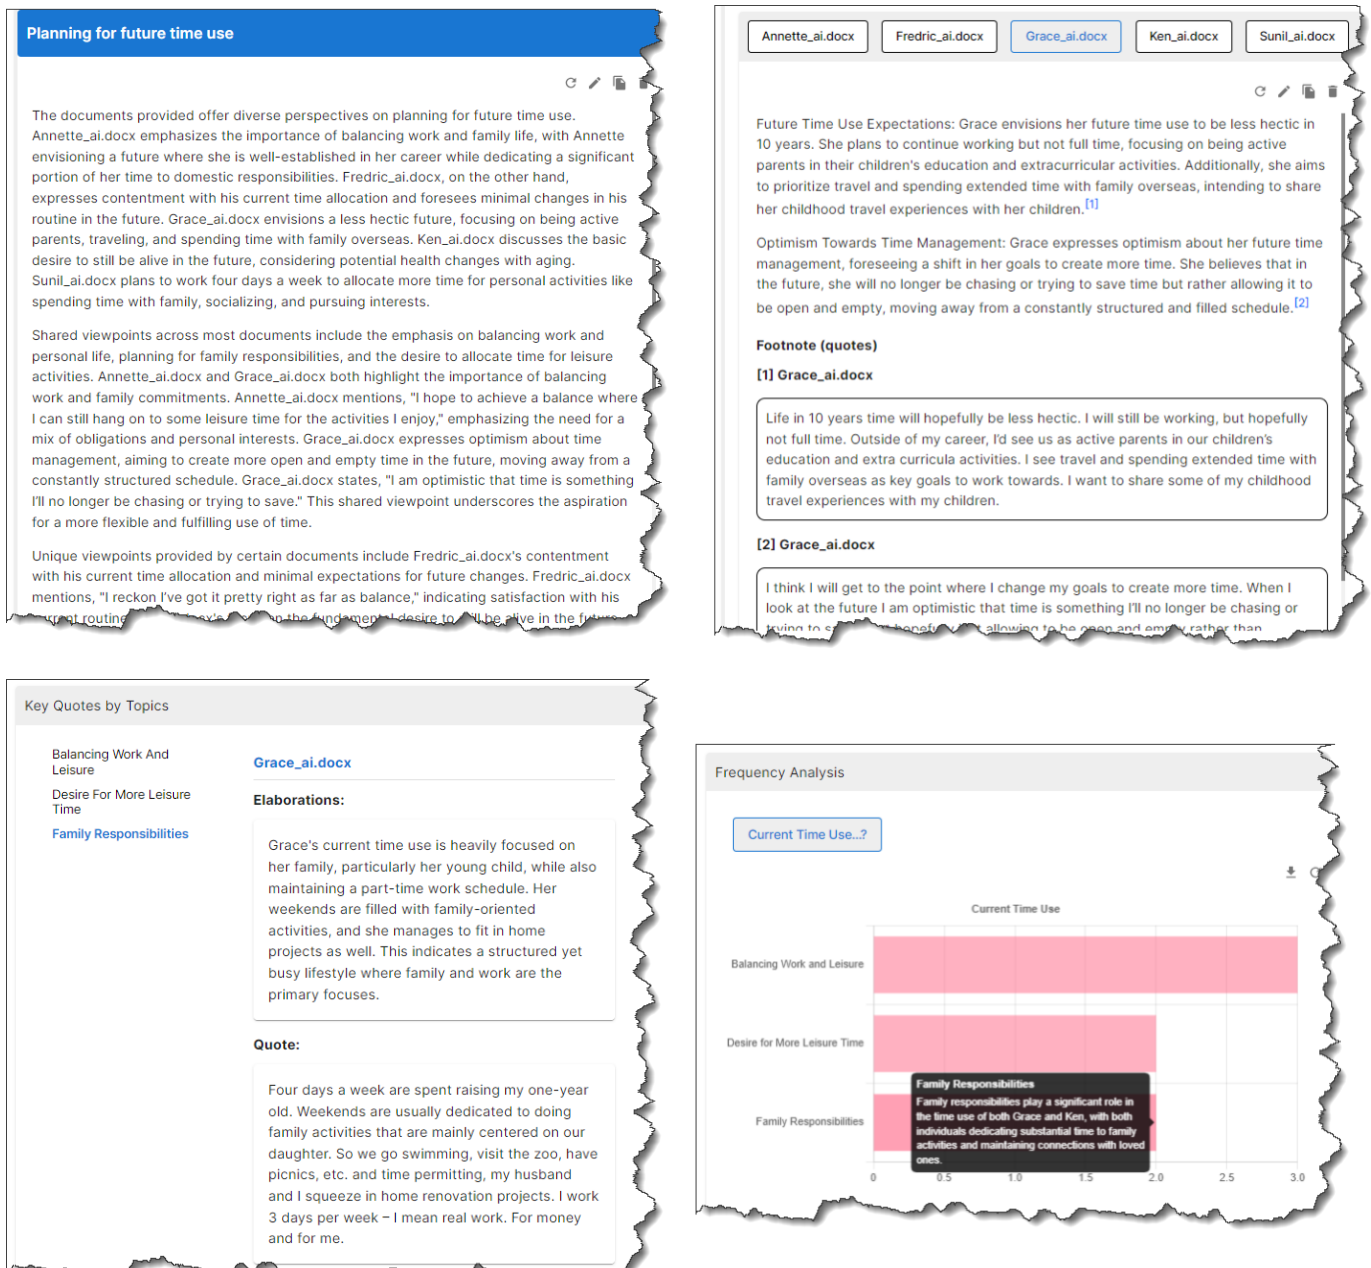 Planning for future time use
The documents provided offer diverse perspectives on planning for future time use.
Annette_ai.docx emphasizes the importance of balancing work and family life, with Annette
envisioning a future where she is well-established in her career while dedicating a significant
portion of her time to domestic responsibilities. Fredric_ai.docx, on the other hand,
expresses contentment with his current time allocation and foresees minimal changes in his
routine in the future. Grace_ai.docx envisions a less hectic future, focusing on being active
parents, traveling, and spending time with family overseas. Ken_ai.docx discusses the basic
desire to still be alive in the future, considering potential health changes with aging.
Sunil_ai.docx plans to work four days a week to allocate more time for personal activities like
spending time with family, socializing, and pursuing interests.
Shared viewpoints across most documents include the emphasis on balancing work and
personal life, planning for family responsibilities, and the desire to allocate time for leisure
activities. Annette_ai.docx and Grace_ai.docx both highlight the importance of balancing
work and family commitments. Annette_ai.docx mentions, "I hope to achieve a balance where
I can still hang on to some leisure time for the activities I enjoy," emphasizing the need for a
mix of obligations and personal interests. Grace_ai.docx expresses optimism about time
management, aiming to create more open and empty time in the future, moving away from a
constantly structured schedule. Grace_ai.docx states, "I am optimistic that time is something
I'll no longer be chasing or trying to save." This shared viewpoint underscores the aspiration
for a more flexible and fulfilling use of time.
Unique viewpoints provided by certain documents include Fredric_ai.docx's contentment
with his current time allocation and minimal expectations for future changes. Fredric_ai.docx
mentions, "I reckon I've got it pretty right as far as balance," indicating satisfaction with his
routine the fundamental desire to be alive in the
Annette_ai.docx
Fredric_ai.docx
Grace_ai.docx
Ken_ai.docx
Sunil_ai.docx
Future Time Use Expectations: Grace envisions her future time use to be less hectic in
10 years. She plans to continue working but not full time, focusing on being active
parents in their children's education and extracurricular activities. Additionally, she aims
to prioritize travel and spending extended time with family overseas, intending to share
her childhood travel experiences with her children.[1]
Optimism Towards Time Management: Grace expresses optimism about her future time
management, foreseeing a shift in her goals to create more time. She believes that in
the future, she will no longer be chasing or trying to save time but rather allowing it to
be open and empty, moving away from a constantly structured and filled schedule.[2]
Footnote (quotes)
[1] Grace_ai.docx
Life in 10 years time will hopefully be less hectic. I will still be working, but hopefully
not full time. Outside of my career, I'd see us as active parents in our children's
education and extra curricula activities. I see travel and spending extended time with
family overseas as key goals to work towards. I want to share some of my childhood
travel experiences with my children.
[2] Grace_ai.docx
I think I will get to the point where I change my goals to create more time. When I
look at the future I am optimistic that time is something I'll no longer be chasing or
trying to allowing to be open and empty rather than
Key Quotes by Topics
Balancing Work And
Leisure
Desire For More Leisure
Time
Family Responsibilities
Grace_ai.docx
Elaborations:
Grace's current time use is heavily focused on
her family, particularly her young child, while also
maintaining a part-time work schedule. Her
weekends are filled with family-oriented
activities, and she manages to fit in home
projects as well. This indicates a structured yet
busy lifestyle where family and work are the
primary focuses.
Quote:
Four days a week are spent raising my one-year
old. Weekends are usually dedicated to doing
family activities that are mainly centered on our
daughter. So we go swimming, visit the zoo, have
picnics, etc. and time permitting, my husband
and I squeeze in home renovation projects. I work
3 days per week – I mean real work. For money
and for me.
Frequency Analysis
Current Time Use...?
Current Time Use
Balancing Work and Leisure
Desire for More Leisure Time
Family Responsibilities
Family Responsibilities
Family responsibilities play a significant role in
the time use of both Grace and Ken, with both
individuals dedicating substantial time to family
activities and maintaining connections with loved
ones.
0 0.5 1.0 1.5 2.0 2.5 3.0